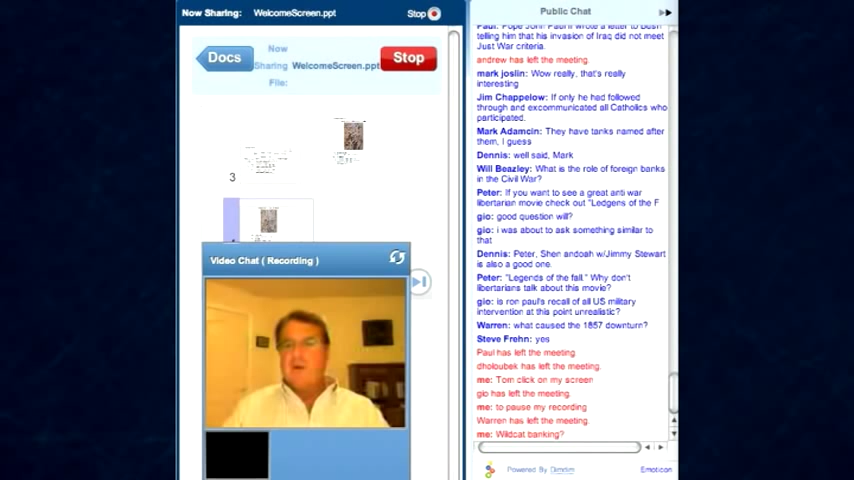 Now Sharing: WelcomeScreen.ppt Stop
Docs
Now
Sharing WelcomeScreen.ppt
File:
Stop
3
Video Chat ( Recording )
Public Chat
Paul: Pope John Paul II wrote a letter to Bush
telling him that his invasion of Iraq did not meet
Just War criteria.
andrew has left the meeting.
mark joslin: Wow really, that's really
interesting
Jim Chappelow: If only he had followed
through and excommunicated all Catholics who
participated.
Mark Adamcin: They have tanks named after
them, I guess
Dennis: well said, Mark
Will Beazley: What is the role of foreign banks
in the Civil War?
Peter: If you want to see a great anti war
libertarian movie check out "Ledgens of the F
gio: good question will?
gio: i was about to ask something similar to
that
Dennis: Peter, Shen andoah w/Jimmy Stewart
is also a good one.
Peter: "Legends of the fall." Why don't
libertarians talk about this movie?
gio: is ron paul's recall of all US military
intervention at this point unrealistic?
Warren: what caused the 1857 downturn?
Steve Frehn: yes
Paul has left the meeting
dholoubek has left the meeting.
me: Tom click on my screen
gio has left the meeting.
me: to pause my recording
Warren has left the meeting.
me: Wildcat banking?
Powered By Dimdim
Emoticon